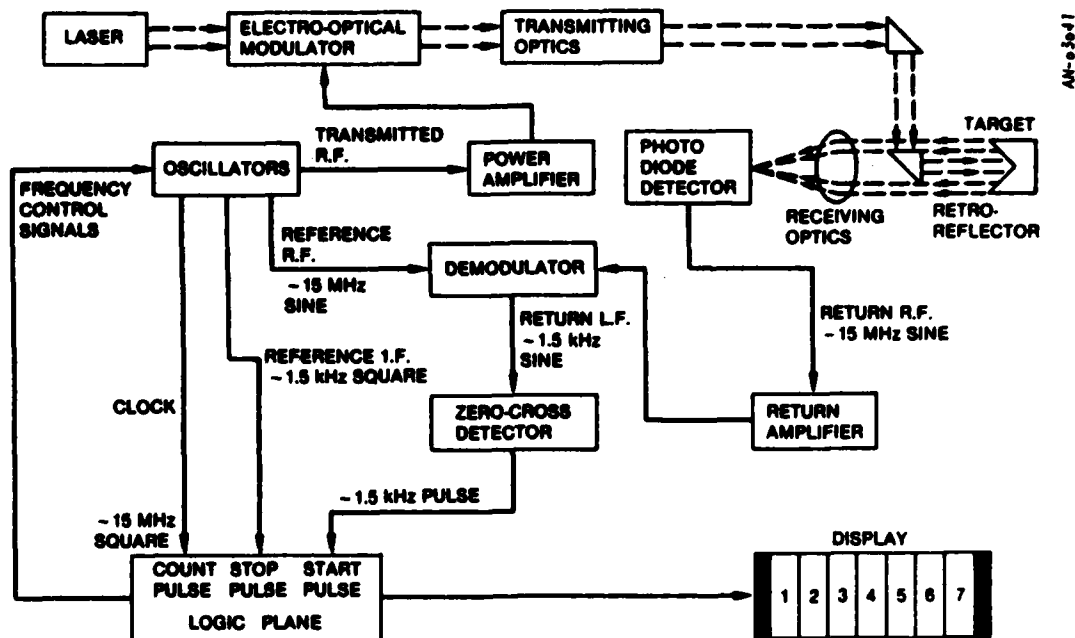 LASER
ELECTRO-OPTICAL
MODULATOR
TRANSMITTING
OPTICS
TRANSMITTED
R.F.
OSCILLATORS
POWER
AMPLIFIER
PHOTO
DIODE
DETECTOR
TARGET
RECEIVING
OPTICS
RETRO-
REFLECTOR
FREQUENCY
CONTROL
SIGNALS
REFERENCE
R.F.
~ 15 MHz
SINE
DEMODULATOR
RETURN L.F.
~ 1.5 kHz
SINE
RETURN R.F.
~ 15 MHz SINE
REFERENCE 1.F.
~ 1.5 kHz SQUARE
CLOCK
ZERO-CROSS
DETECTOR
RETURN
AMPLIFIER
~ 1.5 kHz PULSE
~ 15 MHz
SQUARE
COUNT STOP START
PULSE PULSE PULSE
LOGIC PLANE
DISPLAY
1 2 3 4 5 6 7